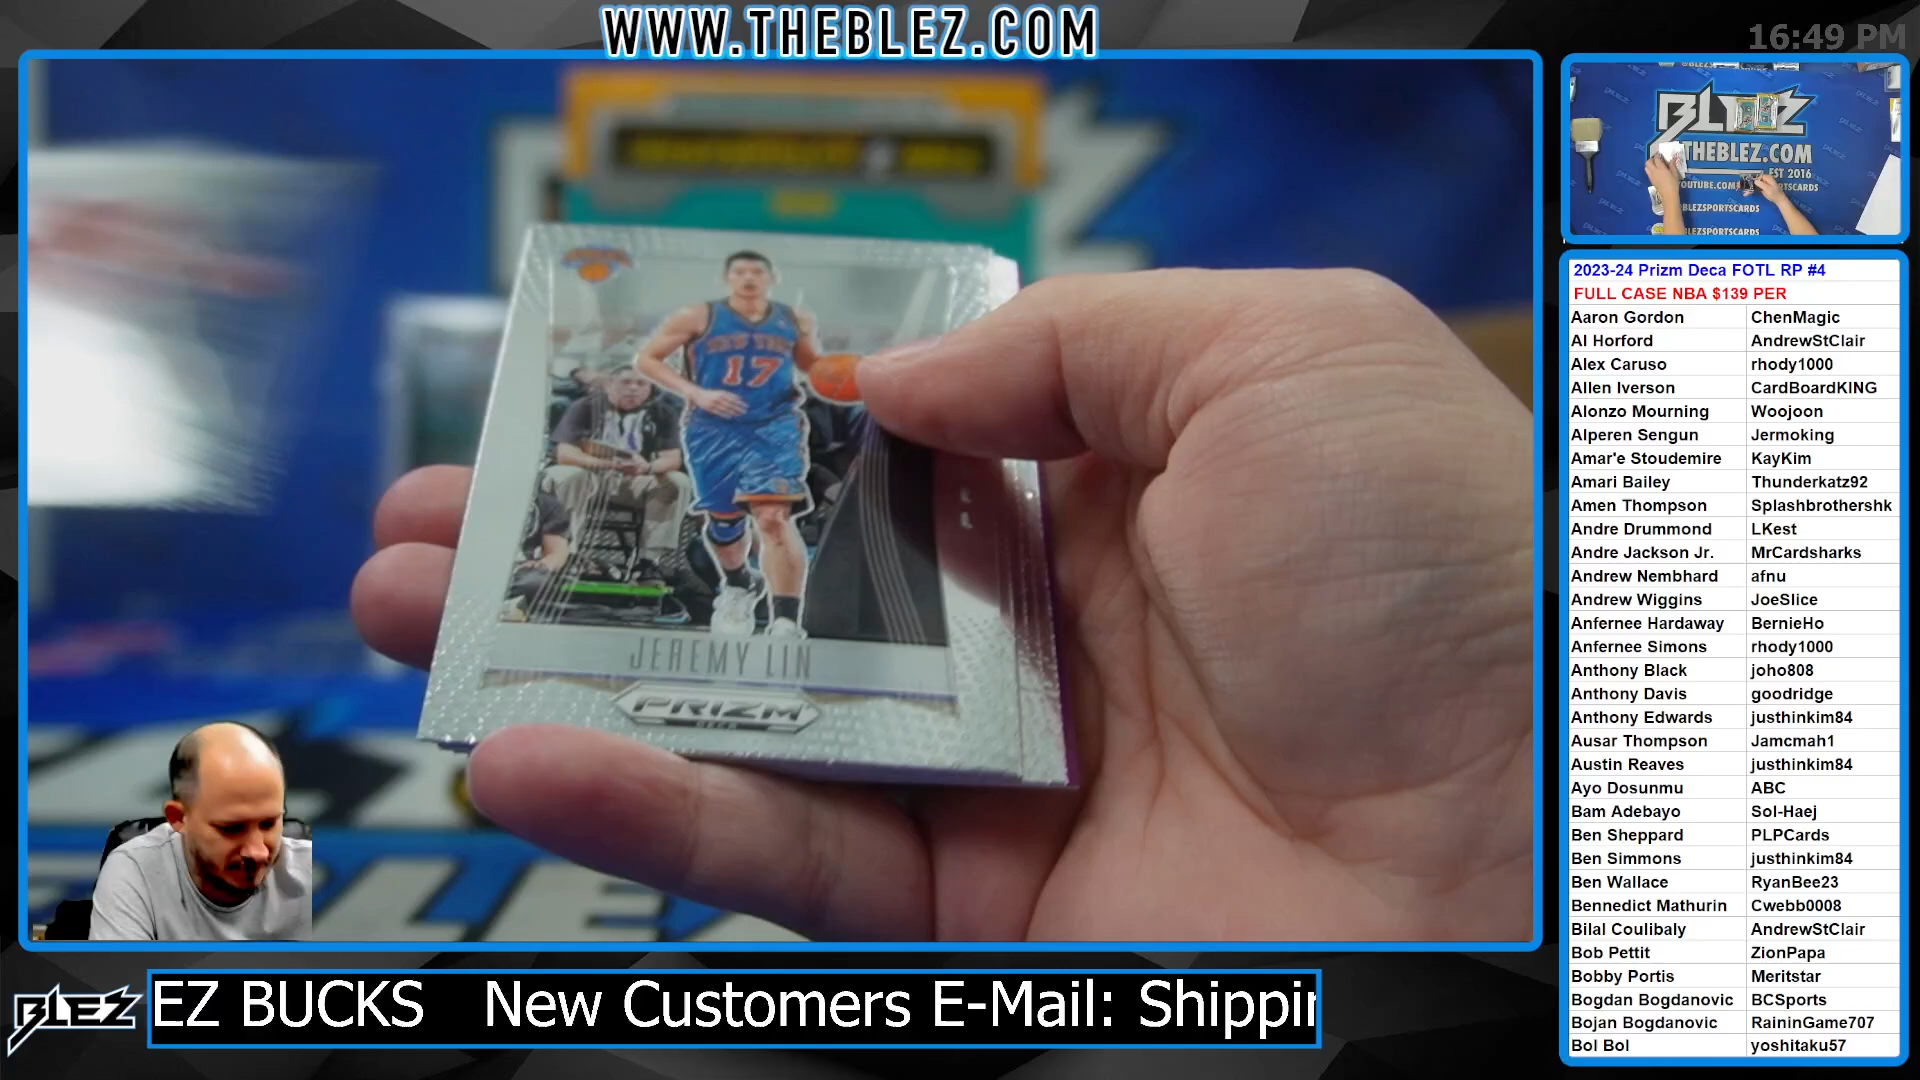 WWW.THEBLEZ.COM
16:49 PM
BLEZ
THEBLEZ.COM
EST 2016
BLEZSPORTSCARDS
BLEZSPORTSCARDS
NEW YORK
17
JEREMY LIN
PRIZM
DECA
2023-24 Prizm Deca FOTL RP #4
FULL CASE NBA $139 PER
Aaron Gordon ChenMagic
Al Horford AndrewStClair
Alex Caruso rhody1000
Allen Iverson CardBoardKING
Alonzo Mourning Woojoon
Alperen Sengun Jermoking
Amar'e Stoudemire KayKim
Amari Bailey Thunderkatz92
Amen Thompson Splashbrothershk
Andre Drummond LKest
Andre Jackson Jr. MrCardsharks
Andrew Nembhard afnu
Andrew Wiggins JoeSlice
Anfernee Hardaway BernieHo
Anfernee Simons rhody1000
Anthony Black joho808
Anthony Davis goodridge
Anthony Edwards justhinkim84
Ausar Thompson Jamcmah1
Austin Reaves justhinkim84
Ayo Dosunmu ABC
Bam Adebayo Sol-Haej
Ben Sheppard PLPCards
Ben Simmons justhinkim84
Ben Wallace RyanBee23
Bennedict Mathurin Cwebb0008
Bilal Coulibaly AndrewStClair
Bob Pettit ZionPapa
Bobby Portis Meritstar
Bogdan Bogdanovic BCSports
Bojan Bogdanovic RaininGame707
Bol Bol yoshitaku57
BLEZ
EZ BUCKS New Customers E-Mail: Shippin